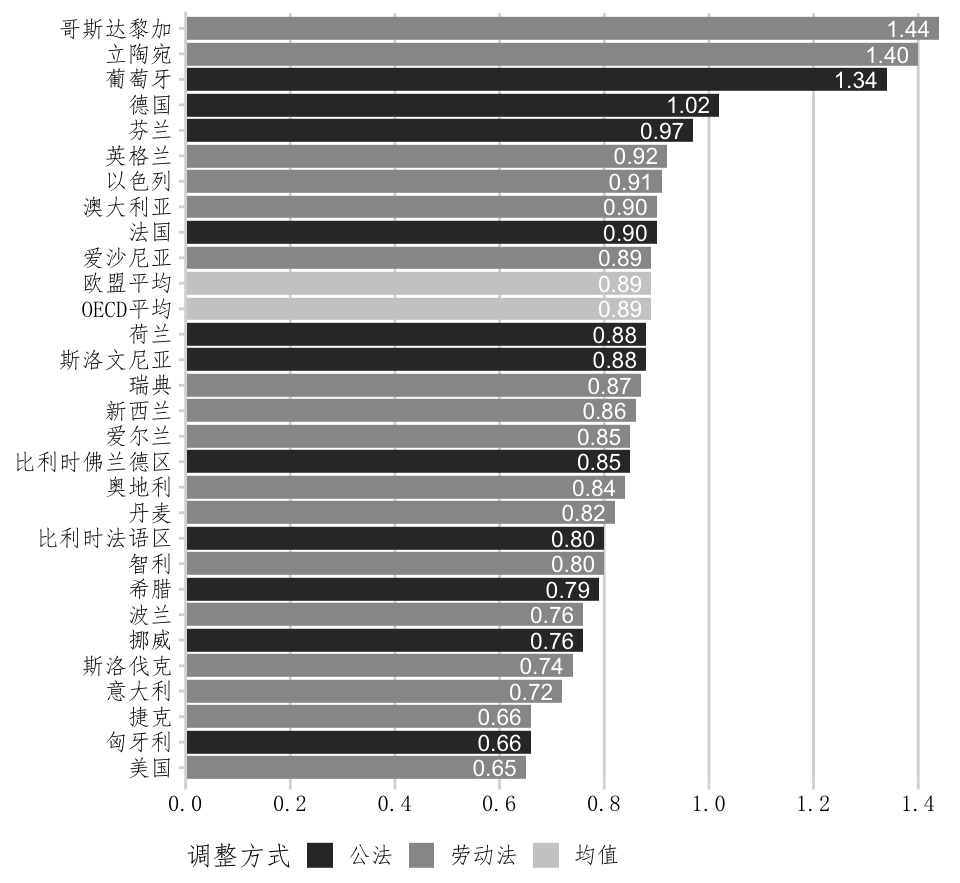 哥斯达黎加 1.44
立陶宛 1.40
葡萄牙 1.34
德国 1.02
芬兰 0.97
英格兰 0.92
以色列 0.91
澳大利亚 0.90
法国 0.90
爱沙尼亚 0.89
欧盟平均 0.89
OECD平均 0.89
荷兰 0.88
斯洛文尼亚 0.88
瑞典 0.87
新西兰 0.86
爱尔兰 0.85
比利时佛兰德区 0.85
奥地利 0.84
丹麦 0.82
比利时法语区 0.80
智利 0.80
希腊 0.79
波兰 0.76
挪威 0.76
斯洛伐克 0.74
意大利 0.72
捷克 0.66
匈牙利 0.66
美国 0.65
0.0 0.2 0.4 0.6 0.8 1.0 1.2 1.4
调整方式 公法 劳动法 均值